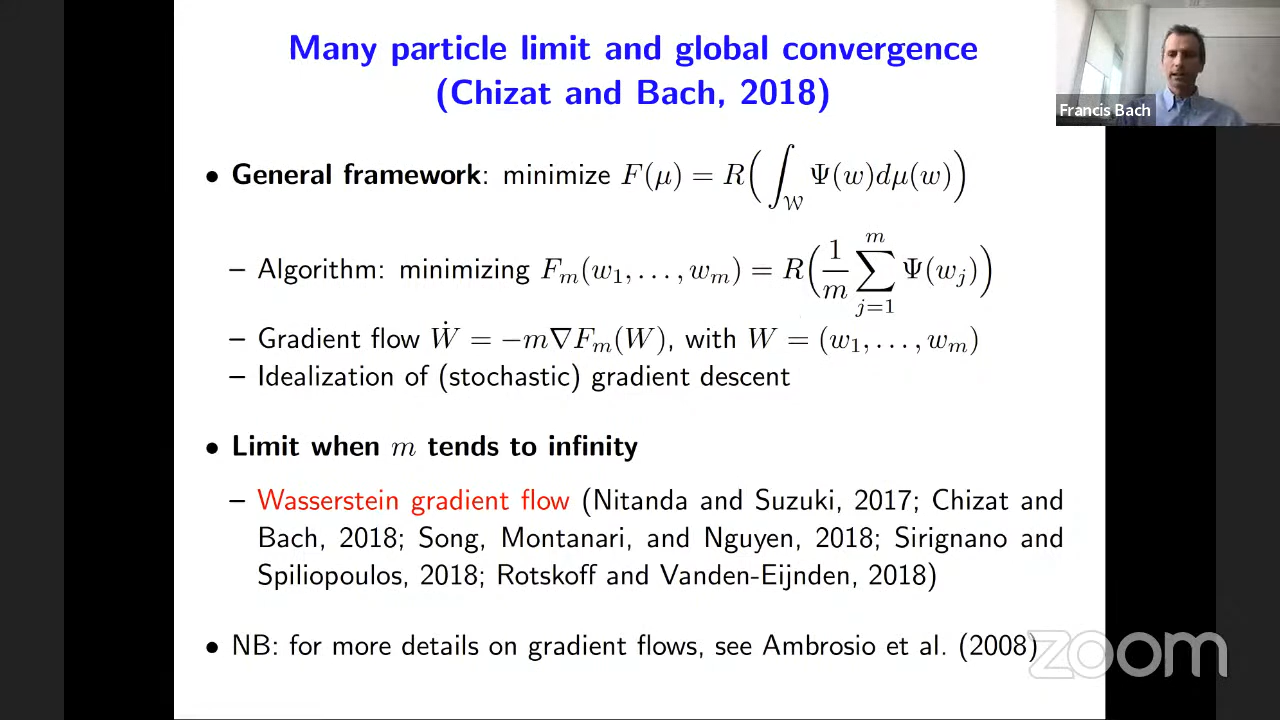 Many particle limit and global convergence
(Chizat and Bach, 2018)
Francis Bach
• General framework: minimize F(μ) = R(∫_𝒲 Ψ(w)dμ(w))
– Algorithm: minimizing F_m(w_1, . . . , w_m) = R(1/m ∑_{j=1}^{m} Ψ(w_j))
– Gradient flow Ẇ = −m∇F_m(W), with W = (w_1, . . . , w_m)
– Idealization of (stochastic) gradient descent
• Limit when m tends to infinity
– Wasserstein gradient flow (Nitanda and Suzuki, 2017; Chizat and
Bach, 2018; Song, Montanari, and Nguyen, 2018; Sirignano and
Spiliopoulos, 2018; Rotskoff and Vanden-Eijnden, 2018)
• NB: for more details on gradient flows, see Ambrosio et al. (2008)
zoom